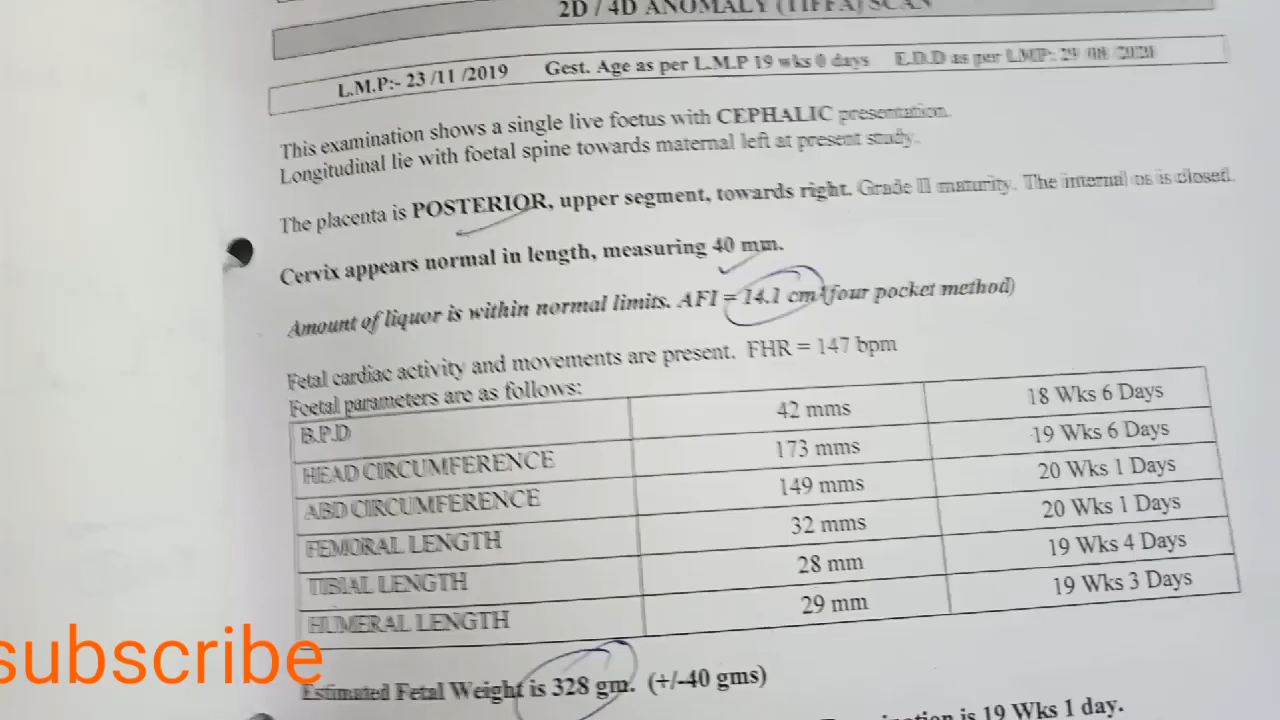 2D / 4D ANOMALY (TIFFA) SCAN
L.M.P:- 23 /11 /2019 Gest. Age as per L.M.P 19 wks 0 days E.D.D as per LMP: 29 /08 /2020
This examination shows a single live foetus with CEPHALIC presentation.
Longitudinal lie with foetal spine towards maternal left at present study.
The placenta is POSTERIOR, upper segment, towards right. Grade II maturity. The internal os is closed.
Cervix appears normal in length, measuring 40 mm.
Amount of liquor is within normal limits. AFI = 14.1 cm (four pocket method)
Fetal cardiac activity and movements are present. FHR = 147 bpm
Foetal parameters are as follows:
B.P.D 42 mms 18 Wks 6 Days
HEAD CIRCUMFERENCE 173 mms 19 Wks 6 Days
ABD CIRCUMFERENCE 149 mms 20 Wks 1 Days
FEMORAL LENGTH 32 mms 20 Wks 1 Days
TIBIAL LENGTH 28 mm 19 Wks 4 Days
HUMERAL LENGTH 29 mm 19 Wks 3 Days
subscribe
Estimated Fetal Weight is 328 gm. (+/-40 gms)
is 19 Wks 1 day.